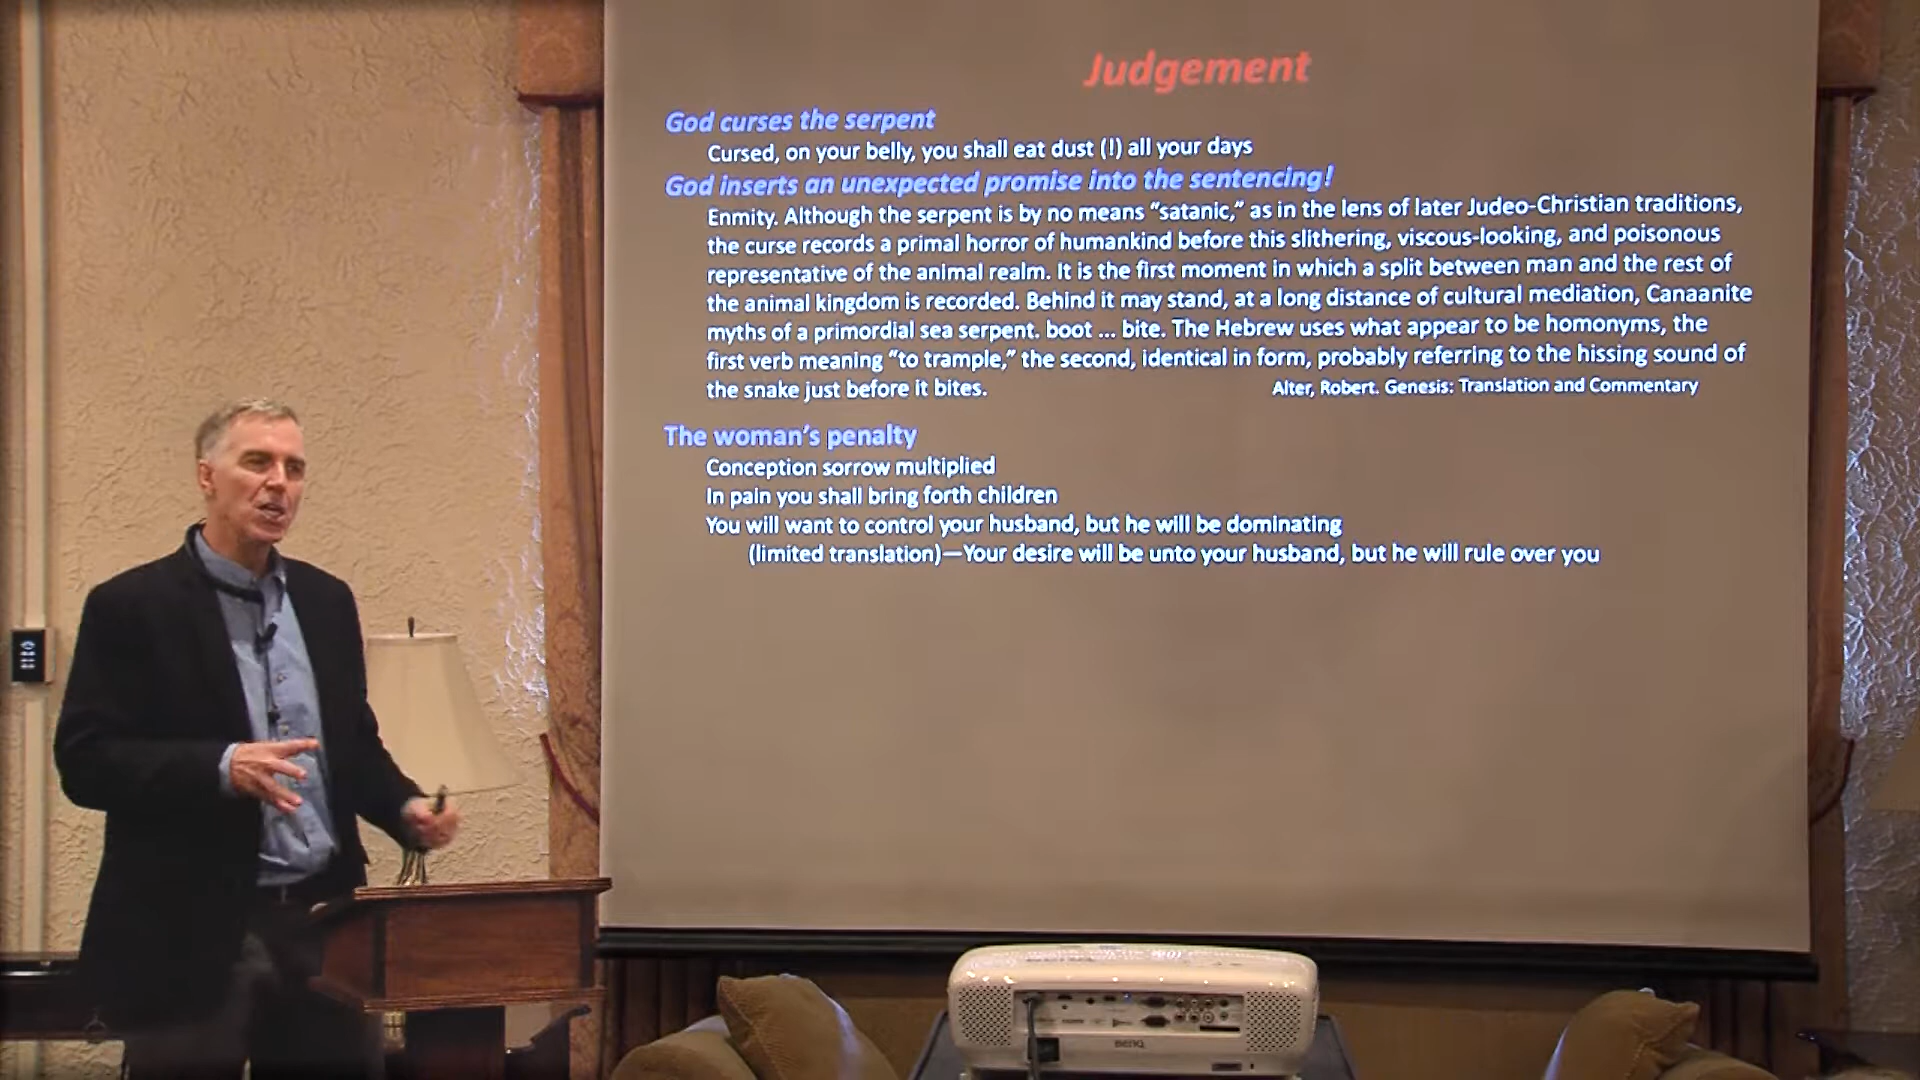 Judgement
God curses the serpent
Cursed, on your belly, you shall eat dust (!) all your days
God inserts an unexpected promise into the sentencing!
Enmity. Although the serpent is by no means “satanic,” as in the lens of later Judeo-Christian traditions,
the curse records a primal horror of humankind before this slithering, viscous-looking, and poisonous
representative of the animal realm. It is the first moment in which a split between man and the rest of
the animal kingdom is recorded. Behind it may stand, at a long distance of cultural mediation, Canaanite
myths of a primordial sea serpent. boot ... bite. The Hebrew uses what appear to be homonyms, the
first verb meaning “to trample,” the second, identical in form, probably referring to the hissing sound of
the snake just before it bites. Alter, Robert. Genesis: Translation and Commentary
The woman’s penalty
Conception sorrow multiplied
In pain you shall bring forth children
You will want to control your husband, but he will be dominating
(limited translation)—Your desire will be unto your husband, but he will rule over you
BenQ